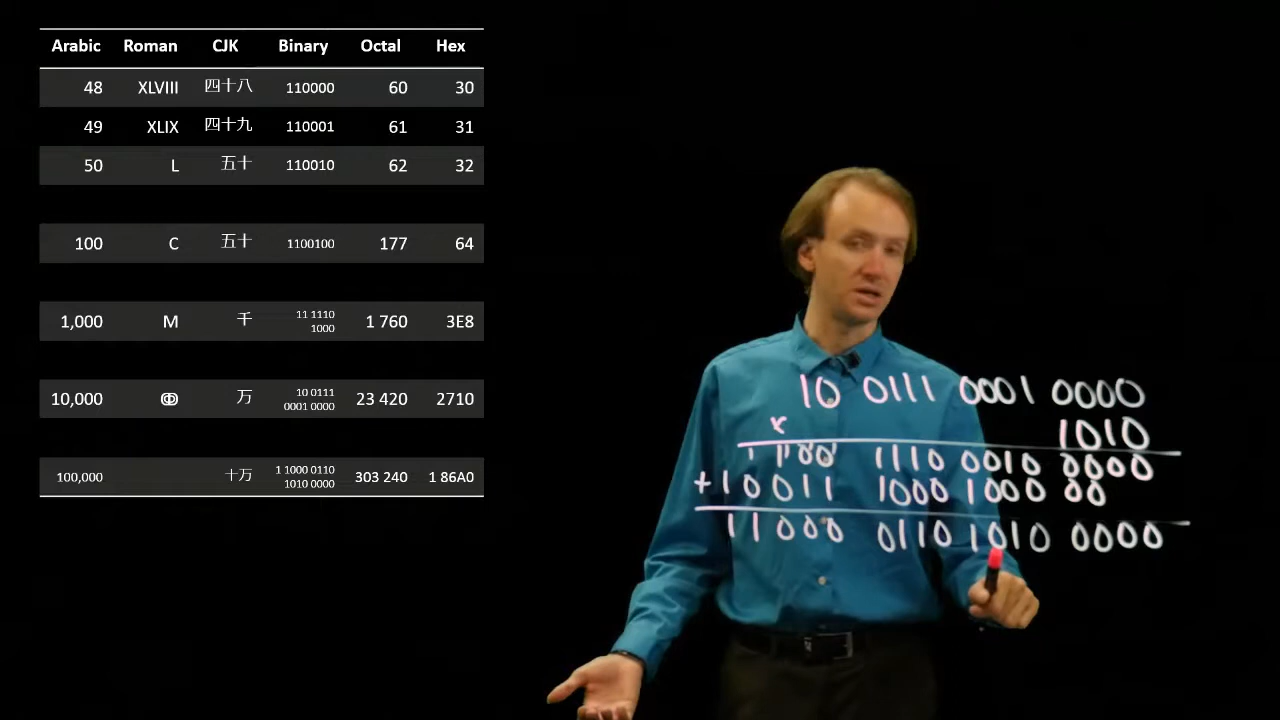 Arabic Roman CJK Binary Octal Hex
48 XLVIII 四十八 110000 60 30
49 XLIX 四十九 110001 61 31
50 L 五十 110010 62 32
100 C 五十 1100100 177 64
1,000 M 千 11 1110 1000 1 760 3E8
10,000 ↂ 万 10 0111 0001 0000 23 420 2710
100,000 十万 1 1000 0110 1010 0000 303 240 1 86A0
10 0111 0001 0000
x 1010
100 1110 0010 0000
+10011 1000 1000 00
11000 0110 1010 0000